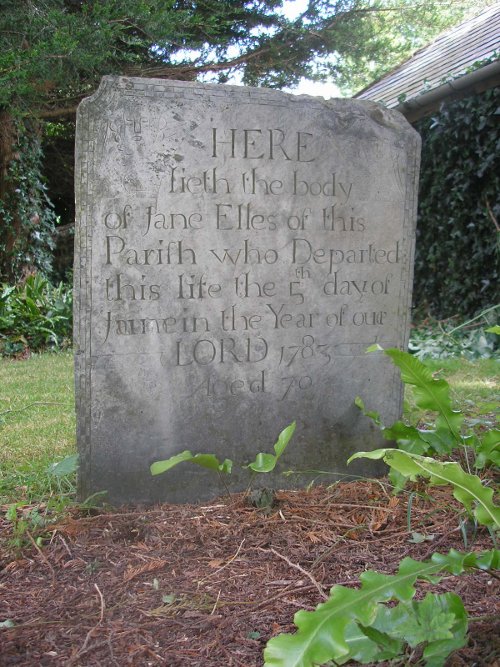 HERE
lieth the body
of Jane Elles of this
Pariſh who Departed
this life the 5th day of
June in the Year of our
LORD 1783
Aged 70